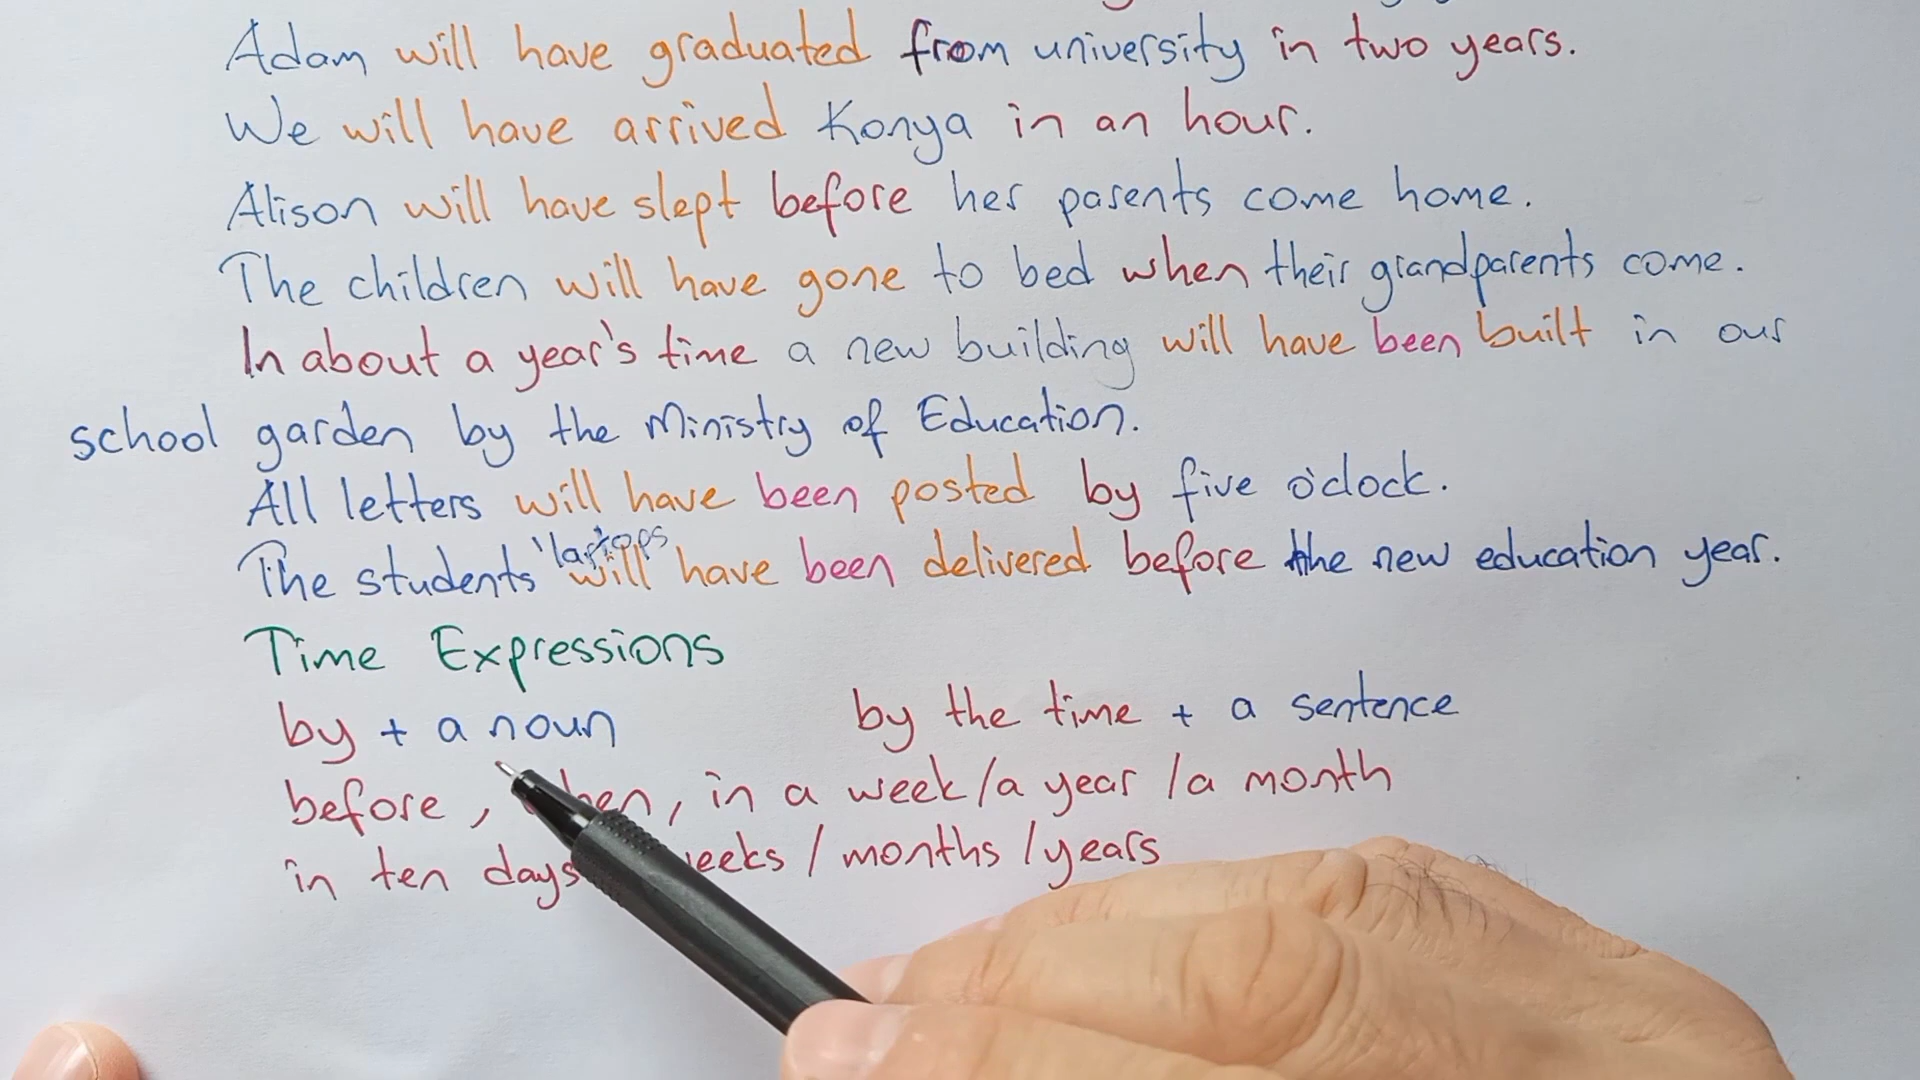 Adam will have graduated from university in two years.
We will have arrived Konya in an hour.
Alison will have slept before her parents come home.
The children will have gone to bed when their grandparents come.
In about a year's time a new building will have been built in our
school garden by the Ministry of Education.
All letters will have been posted by five o'clock.
The students' laptops will have been delivered before the new education year.
Time Expressions
by + a noun by the time + a sentence
before, in a week/a year/a month
in ten days / months / years